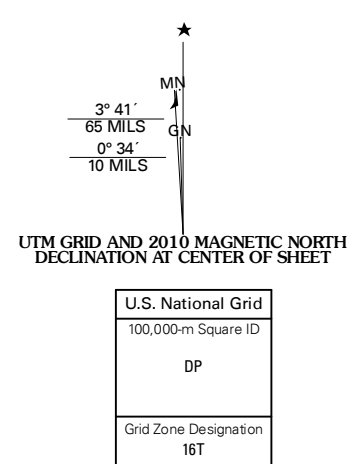 MN
3° 41´
65 MILS
GN
0° 34´
10 MILS
UTM GRID AND 2010 MAGNETIC NORTH
DECLINATION AT CENTER OF SHEET
U.S. National Grid
100,000-m Square ID
DP
Grid Zone Designation
16T